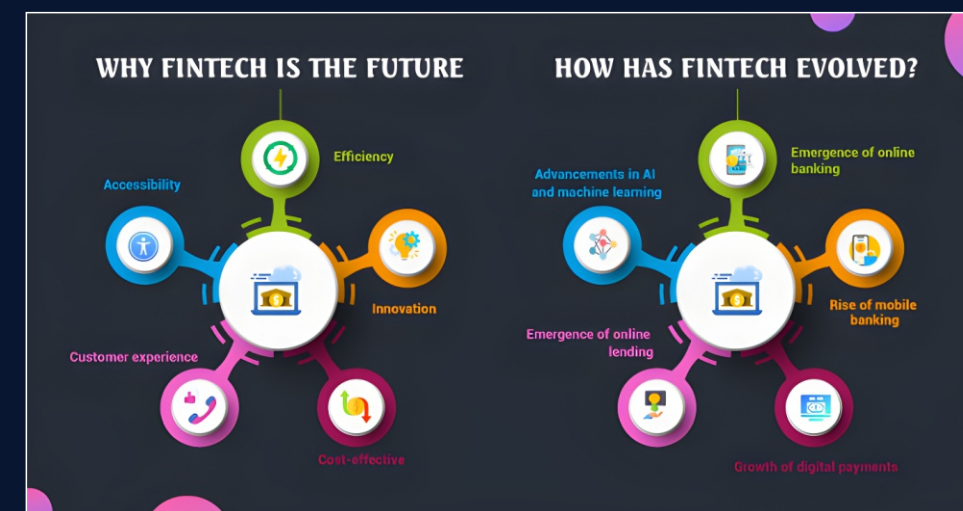 WHY FINTECH IS THE FUTURE
Efficiency
Accessibility
Innovation
Customer experience
Cost-effective
HOW HAS FINTECH EVOLVED?
Emergence of online
banking
Advancements in AI
and machine learning
Rise of mobile
banking
Emergence of online
lending
Growth of digital payments